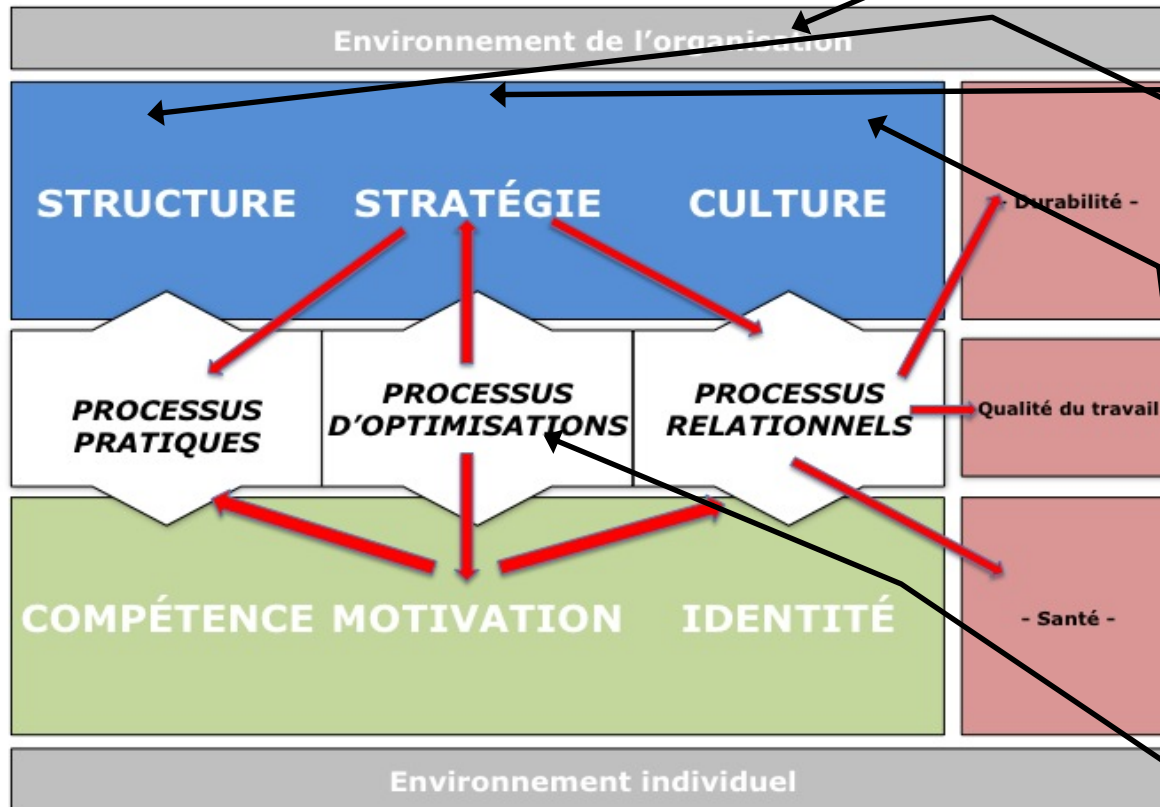 Environnement de l'organisation
STRUCTURE STRATÉGIE CULTURE
- Durabilité -
PROCESSUS
PRATIQUES
PROCESSUS
D'OPTIMISATIONS
PROCESSUS
RELATIONNELS
Qualité du travail
COMPÉTENCE MOTIVATION IDENTITÉ
- Santé -
Environnement individuel